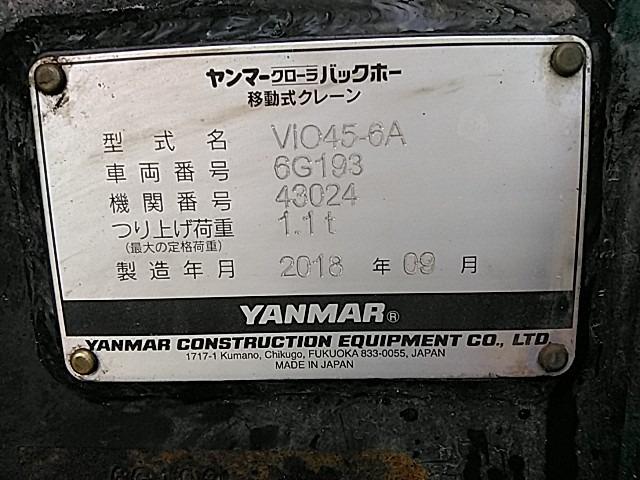 ヤンマークローラバックホー
移動式クレーン
型式名 VIO45-6A
車両番号 6G193
機関番号 43024
つり上げ荷重 1.1t
(最大の定格荷重)
製造年月 2018 年 09 月
YANMAR®
YANMAR CONSTRUCTION EQUIPMENT CO., LTD.
1717-1 Kumano, Chikugo, FUKUOKA 833-0055, JAPAN
MADE IN JAPAN